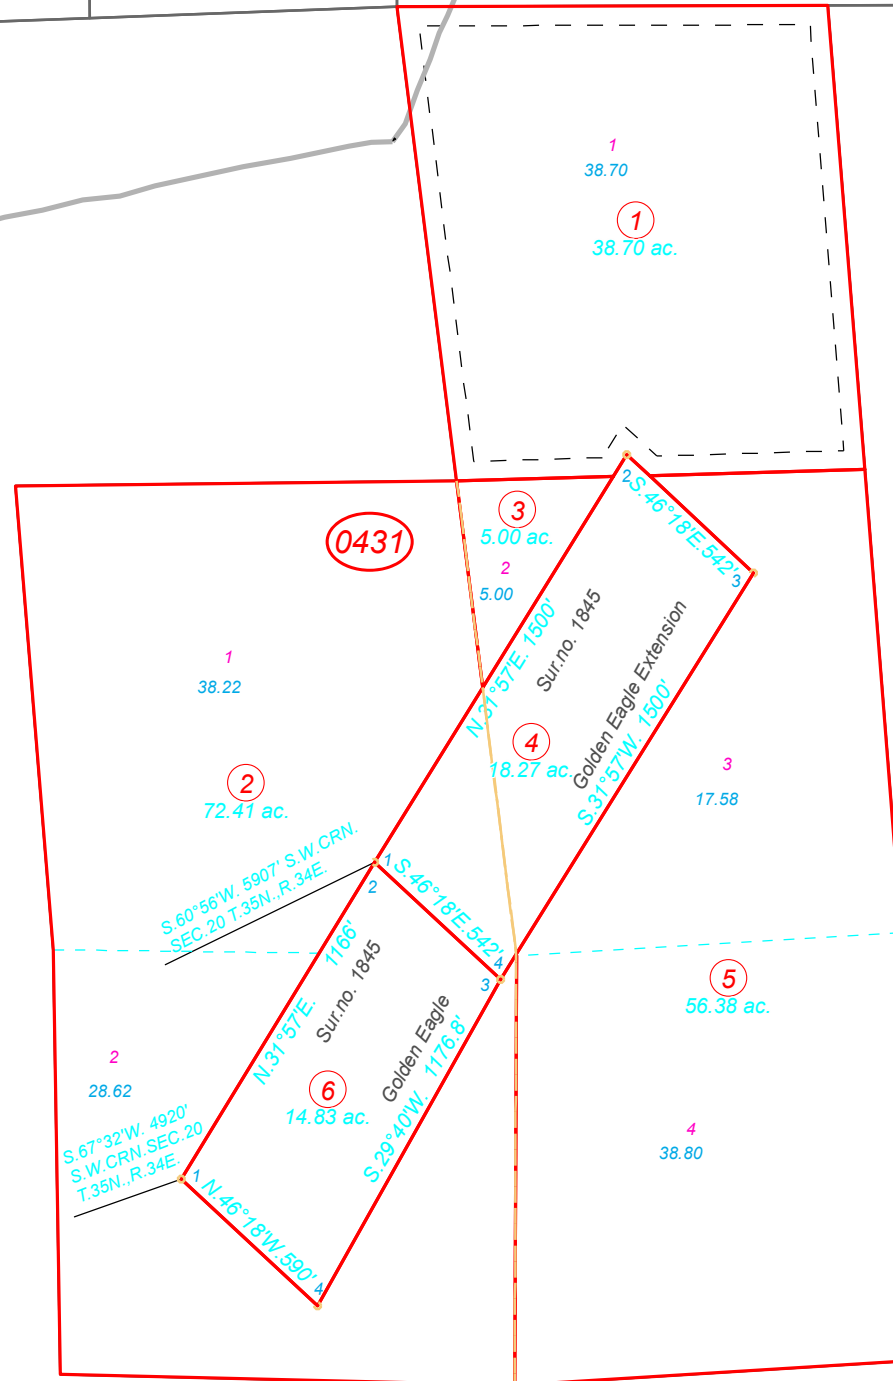 1
38.70
1
38.70 ac.
2
S.46°18'E.542'
3
3
5.00 ac.
0431
2
5.00
N.31°57'E. 1500'
Sur.no. 1845
Golden Eagle Extension
S.31°57'W. 1500'
1
38.22
4
18.27 ac.
3
17.58
2
72.41 ac.
S.60°56'W. 5907' S.W.CRN.
SEC.20 T.35N.,R.34E.
1
2
S.46°18'E.542'
4
3
5
56.38 ac.
N.31°57'E. 1166'
Sur.no. 1845
Golden Eagle
S.29°40'W. 1176.8'
2
28.62
6
14.83 ac.
4
38.80
S.67°32'W. 4920'
S.W.CRN.SEC.20
T.35N.,R.34E.
1
N.46°18'W.590'
4